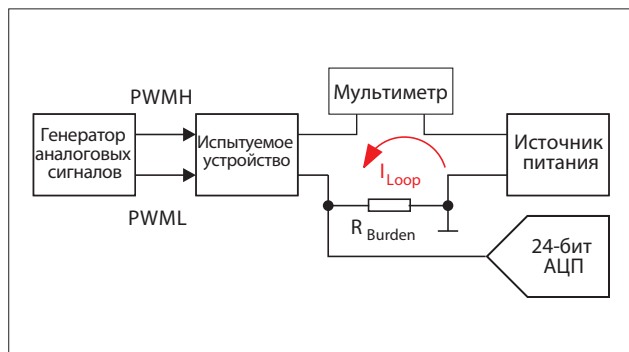 PWMH
Генератор
аналоговых
сигналов
PWML
Испытуемое
устройство
Мультиметр
I Loop
R Burden
Источник
питания
24-бит
АЦП